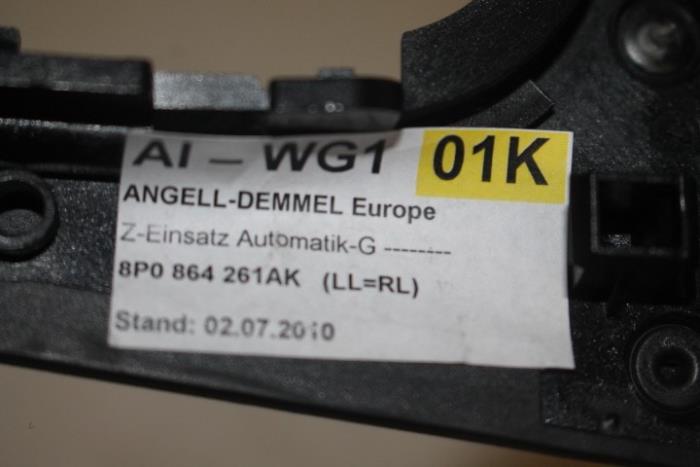 AI – WG1 01K
ANGELL-DEMMEL Europe
Z-Einsatz Automatik-G --------
8P0 864 261AK (LL=RL)
Stand: 02.07.2010